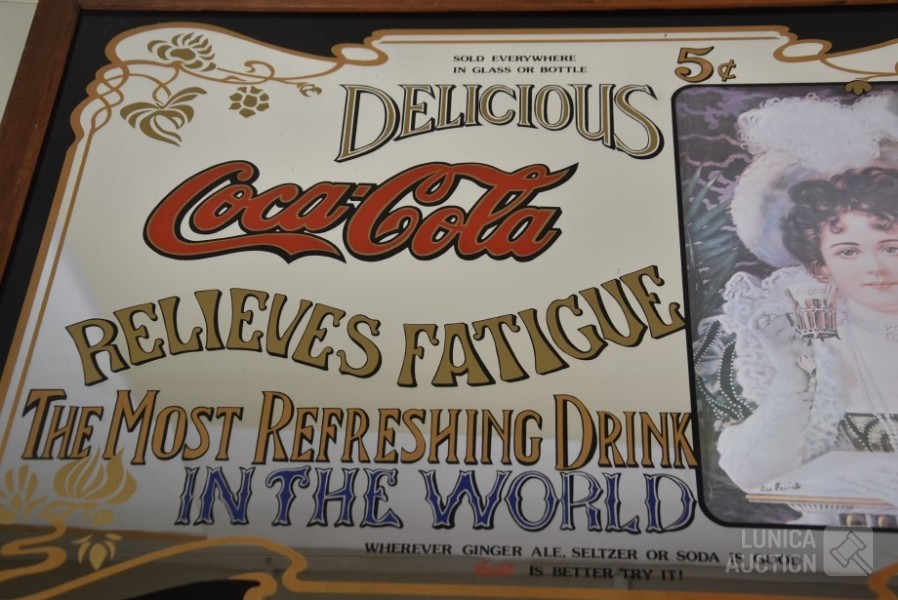 SOLD EVERYWHERE
IN GLASS OR BOTTLE
5¢
DELICIOUS
Coca-Cola
RELIEVES FATIGUE
THE MOST REFRESHING DRINK
IN THE WORLD
WHEREVER GINGER ALE, SELTZER OR SODA IS GOOD
IS BETTER-TRY IT!
LUNICA
AUCTION